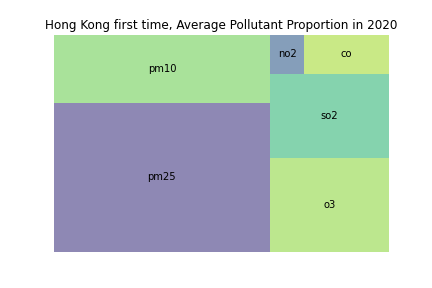 Hong Kong first time, Average Pollutant Proportion in 2020
no2
co
pm10
so2
pm25
o3